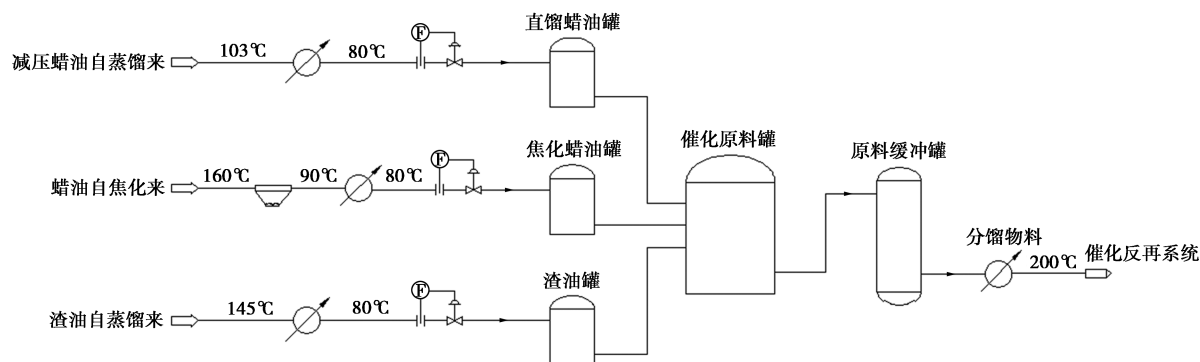 直馏蜡油罐
减压蜡油自蒸馏来
103℃
80℃
F
焦化蜡油罐
催化原料罐
原料缓冲罐
蜡油自焦化来
160℃
90℃
80℃
F
分馏物料
200℃
催化反再系统
渣油罐
渣油自蒸馏来
145℃
80℃
F